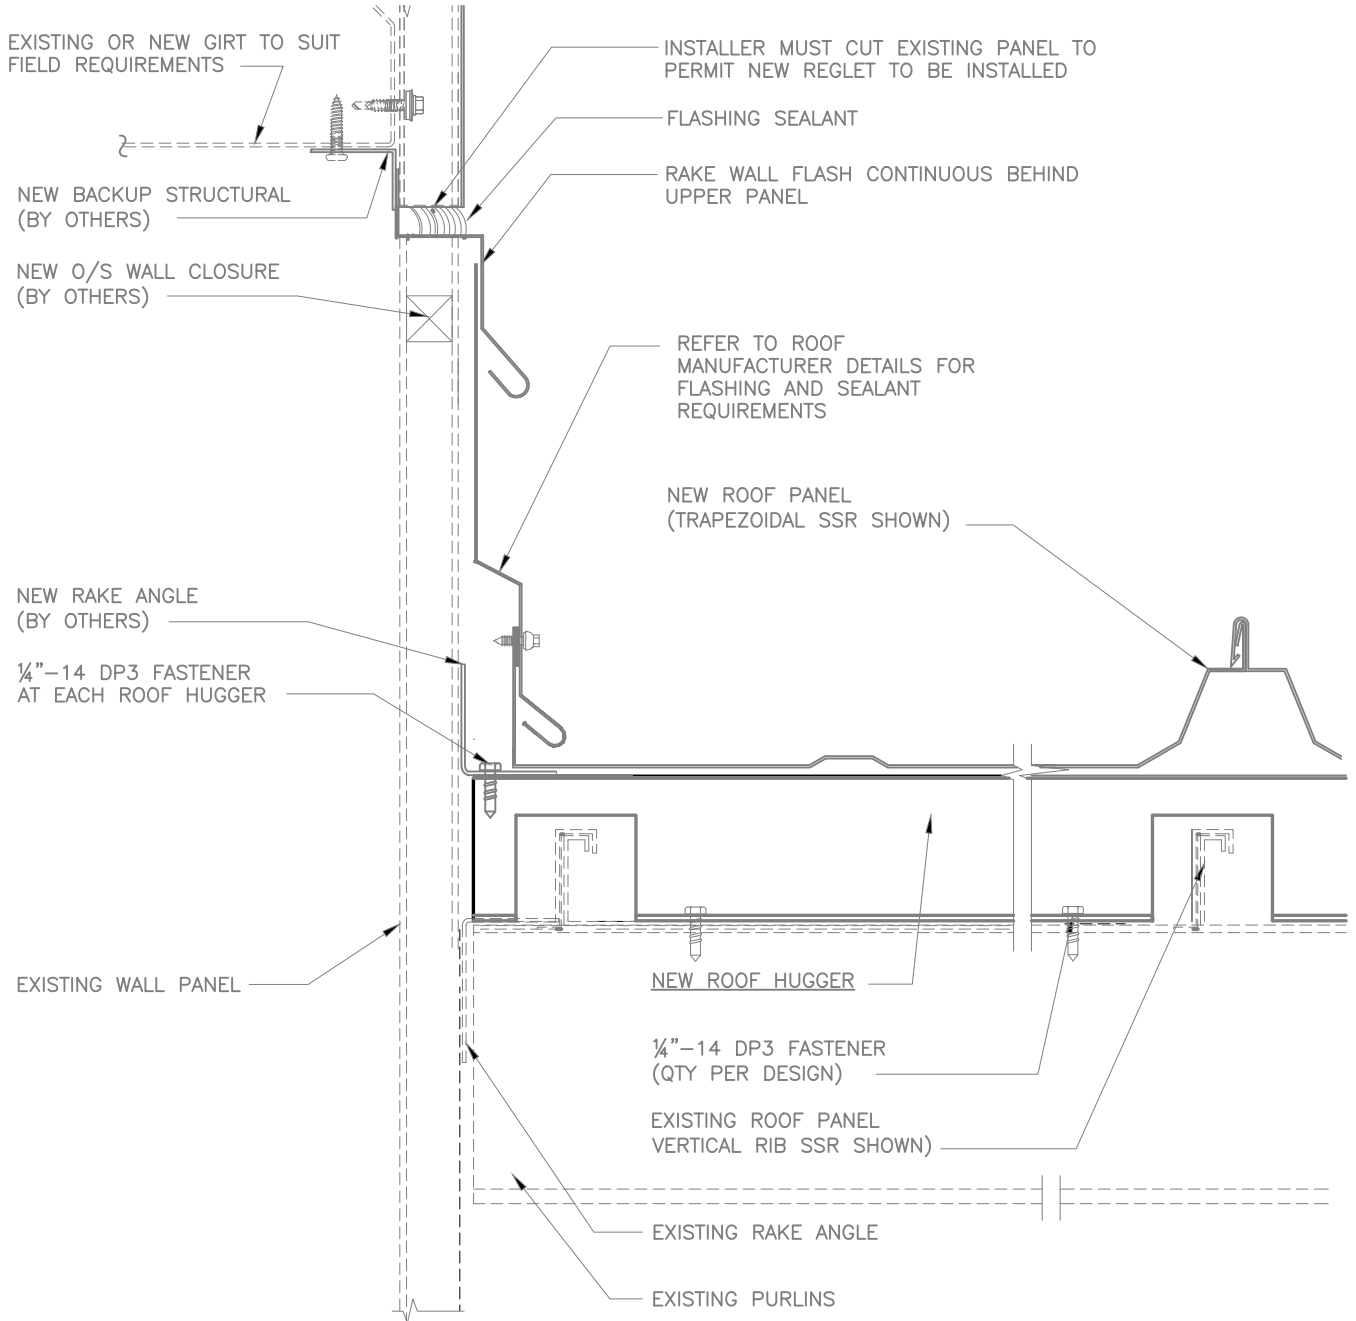 EXISTING OR NEW GIRT TO SUIT
FIELD REQUIREMENTS
NEW BACKUP STRUCTURAL
(BY OTHERS)
NEW O/S WALL CLOSURE
(BY OTHERS)
INSTALLER MUST CUT EXISTING PANEL TO
PERMIT NEW REGLET TO BE INSTALLED
FLASHING SEALANT
RAKE WALL FLASH CONTINUOUS BEHIND
UPPER PANEL
REFER TO ROOF
MANUFACTURER DETAILS FOR
FLASHING AND SEALANT
REQUIREMENTS
NEW ROOF PANEL
(TRAPEZOIDAL SSR SHOWN)
NEW RAKE ANGLE
(BY OTHERS)
¼"-14 DP3 FASTENER
AT EACH ROOF HUGGER
EXISTING WALL PANEL
NEW ROOF HUGGER
¼"-14 DP3 FASTENER
(QTY PER DESIGN)
EXISTING ROOF PANEL
VERTICAL RIB SSR SHOWN)
EXISTING RAKE ANGLE
EXISTING PURLINS